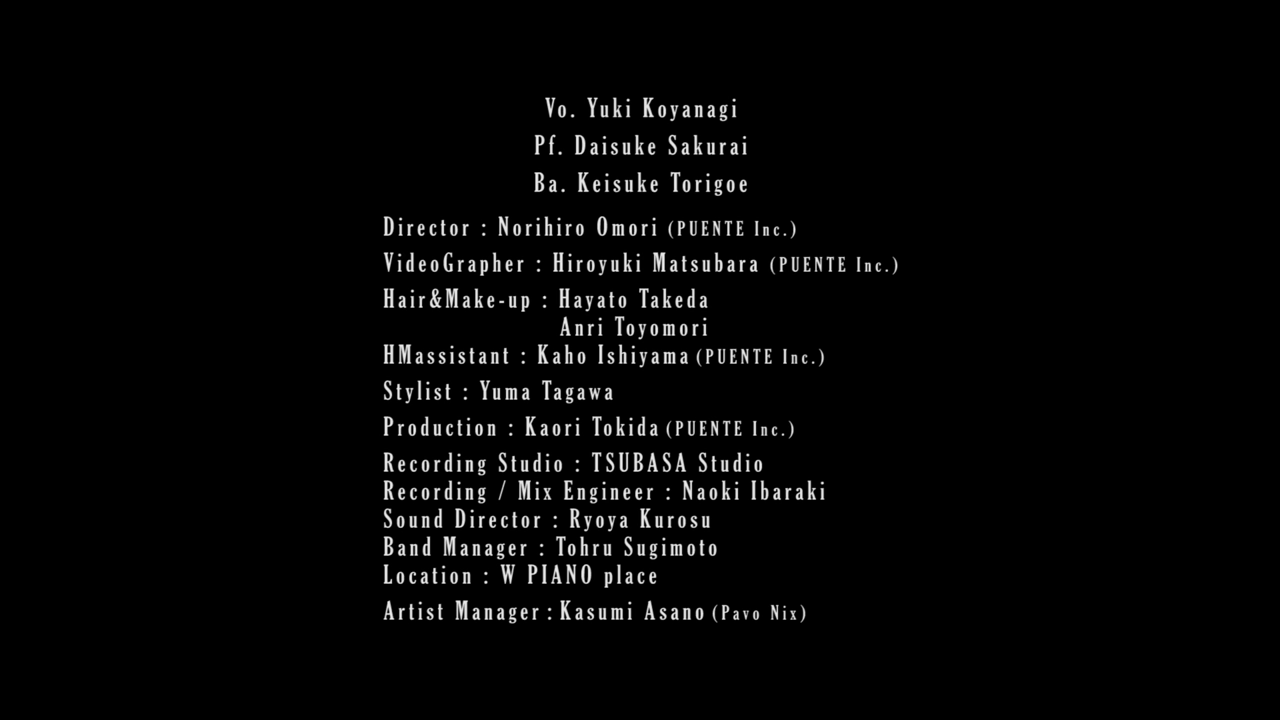 Vo. Yuki Koyanagi
Pf. Daisuke Sakurai
Ba. Keisuke Torigoe
Director : Norihiro Omori (PUENTE Inc.)
VideoGrapher : Hiroyuki Matsubara (PUENTE Inc.)
Hair&Make-up : Hayato Takeda
Anri Toyomori
HMassistant : Kaho Ishiyama (PUENTE Inc.)
Stylist : Yuma Tagawa
Production : Kaori Tokida (PUENTE Inc.)
Recording Studio : TSUBASA Studio
Recording / Mix Engineer : Naoki Ibaraki
Sound Director : Ryoya Kurosu
Band Manager : Tohru Sugimoto
Location : W PIANO place
Artist Manager : Kasumi Asano (Pavo Nix)